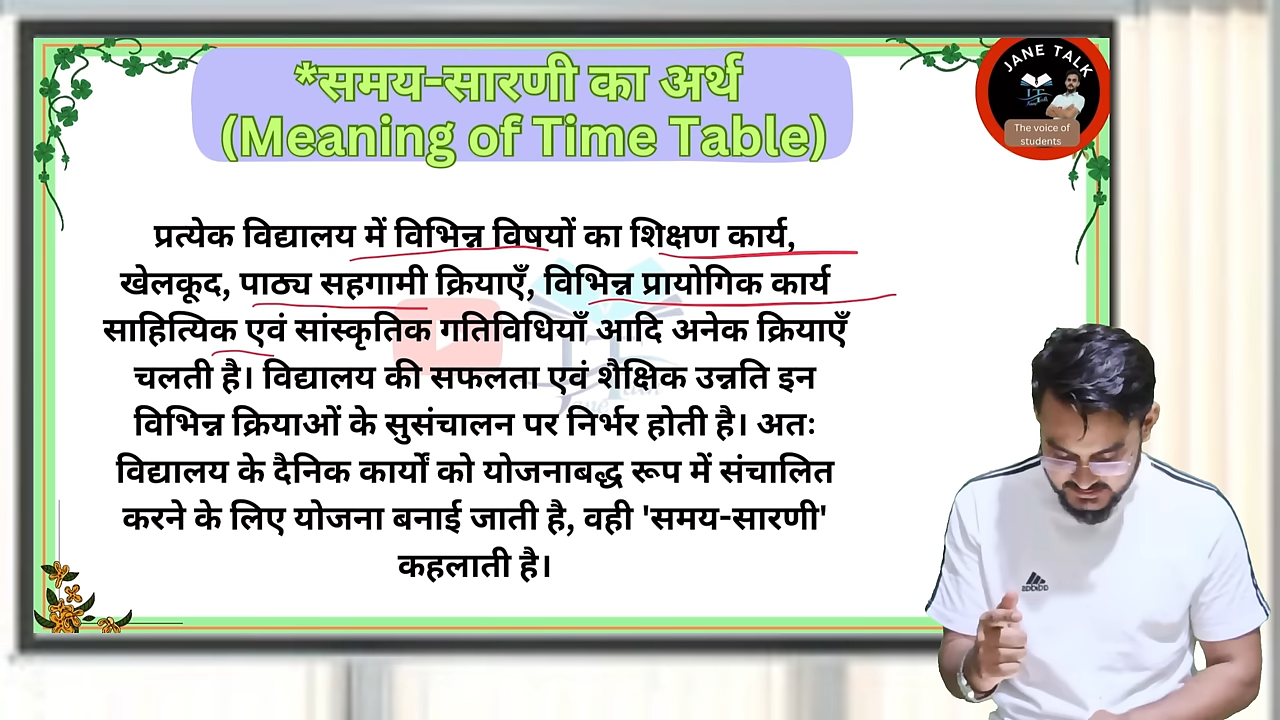 *समय-सारणी का अर्थ
(Meaning of Time Table)
JANE TALK
The voice of
students
प्रत्येक विद्यालय में विभिन्न विषयों का शिक्षण कार्य,
खेलकूद, पाठ्य सहगामी क्रियाएँ, विभिन्न प्रायोगिक कार्य
साहित्यिक एवं सांस्कृतिक गतिविधियाँ आदि अनेक क्रियाएँ
चलती है। विद्यालय की सफलता एवं शैक्षिक उन्नति इन
विभिन्न क्रियाओं के सुसंचालन पर निर्भर होती है। अतः
विद्यालय के दैनिक कार्यों को योजनाबद्ध रूप में संचालित
करने के लिए योजना बनाई जाती है, वही 'समय-सारणी'
कहलाती है।